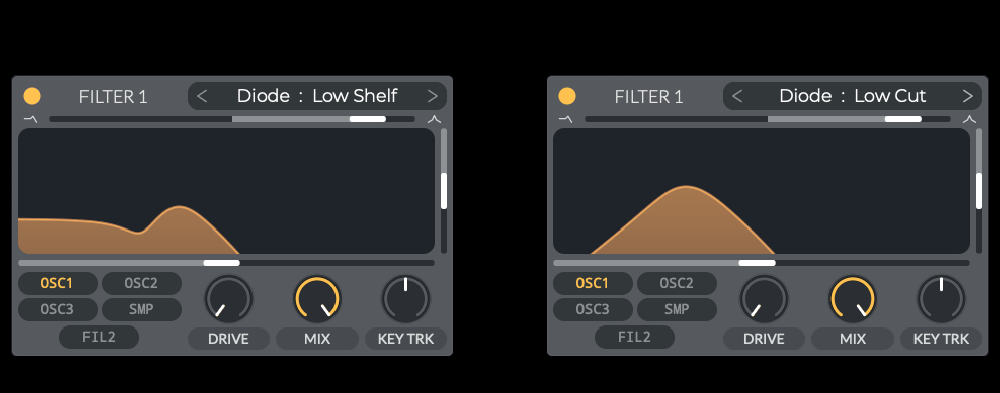 FILTER 1 < Diode : Low Shelf >
OSC1 OSC2
OSC3 SMP
FIL2 DRIVE MIX KEY TRK
FILTER 1 < Diode : Low Cut >
OSC1 OSC2
OSC3 SMP
FIL2 DRIVE MIX KEY TRK